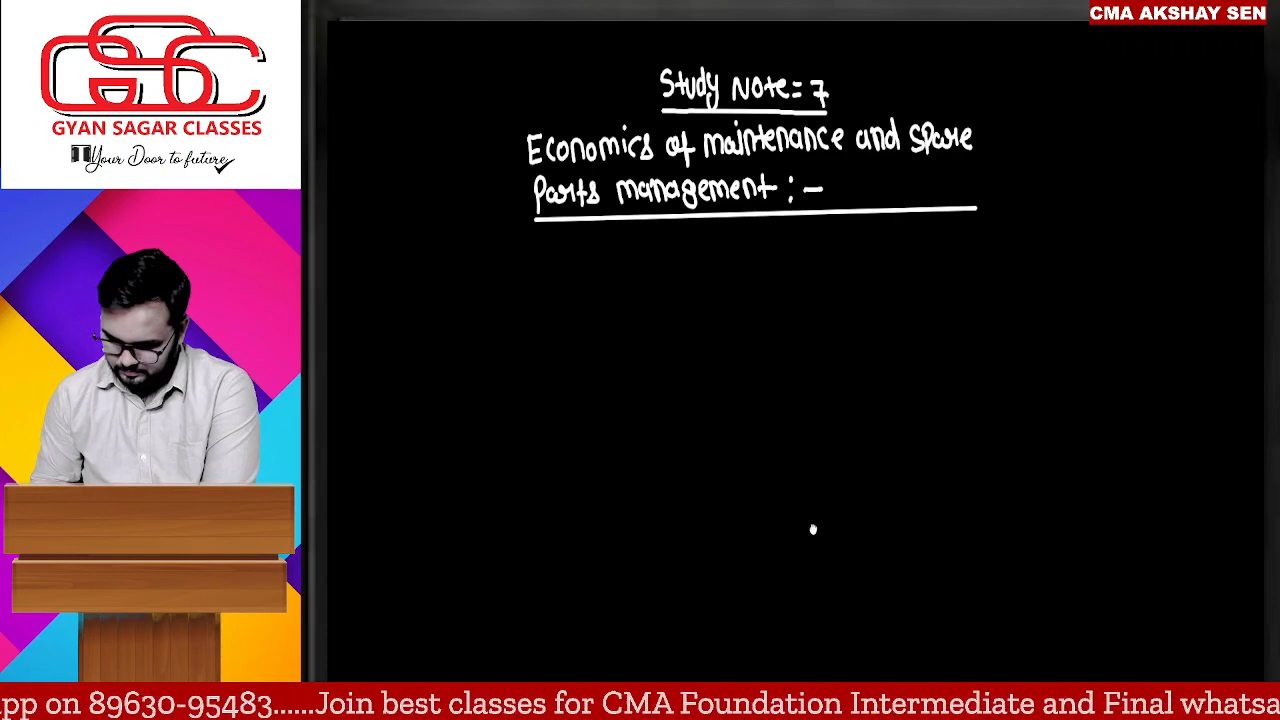 CMA AKSHAY SEN
GSC
GYAN SAGAR CLASSES
Your Door to future
Study Note = 7
Economics of maintenance and spare
Parts management : –
app on 89630-95483......Join best classes for CMA Foundation Intermediate and Final whatsa